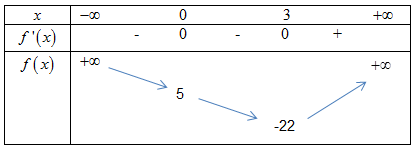 x −∞ 0 3 +∞
f'(x) - 0 - 0 +
f(x) +∞ +∞
5
-22